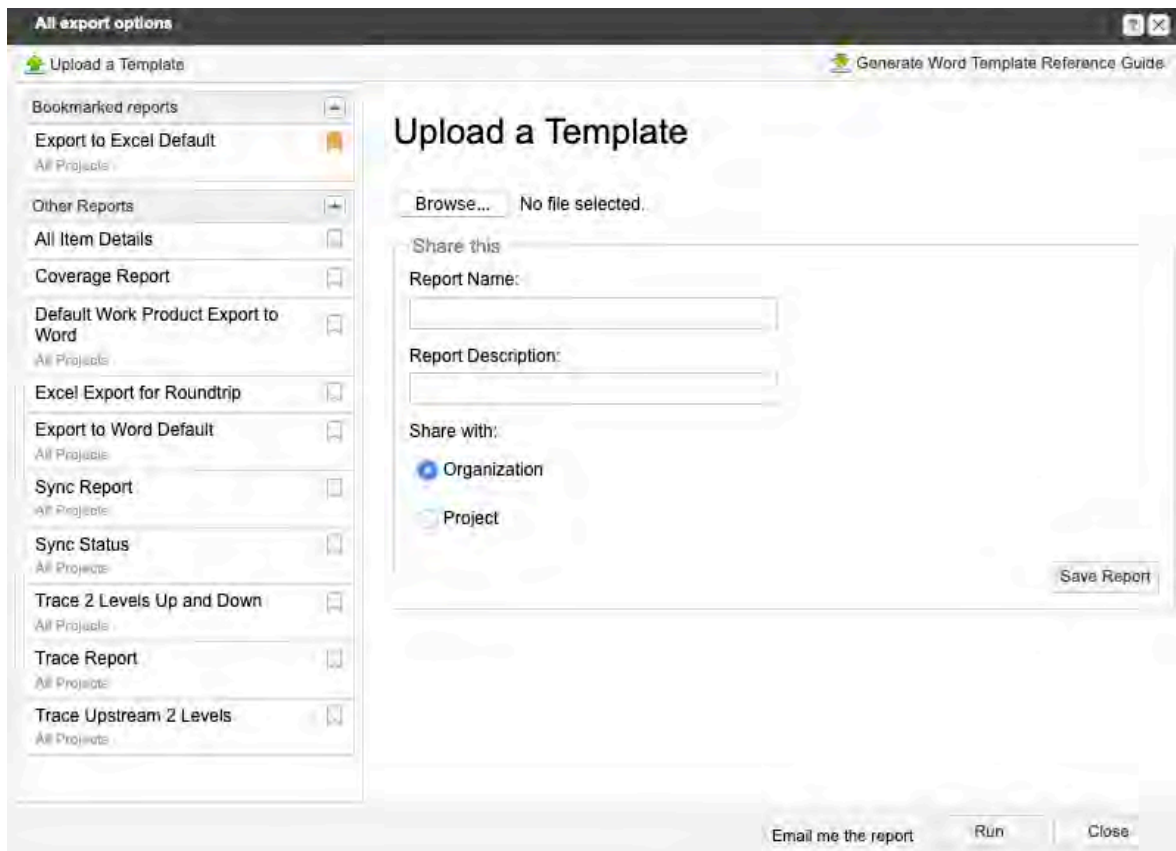 All export options
Upload a Template
Generate Word Template Reference Guide
Bookmarked reports
Export to Excel Default
All Projects
Other Reports
All Item Details
Coverage Report
Default Work Product Export to
Word
All Projects
Excel Export for Roundtrip
Export to Word Default
All Projects
Sync Report
All Projects
Sync Status
All Projects
Trace 2 Levels Up and Down
All Projects
Trace Report
All Projects
Trace Upstream 2 Levels
All Projects
Upload a Template
Browse... No file selected.
Share this
Report Name:
Report Description:
Share with:
Organization
Project
Save Report
Email me the report
Run
Close